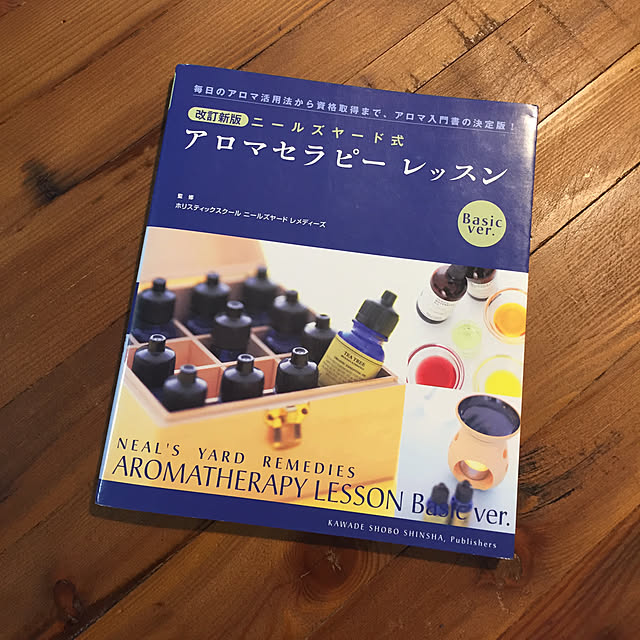 毎日のアロマ活用法から資格取得まで、アロマ入門書の決定版!
改訂新版 ニールズヤード式
アロマセラピー レッスン
Basic
ver.
監修
ホリスティックスクール ニールズヤード レメディーズ
TEA TREE
NEAL'S YARD REMEDIES
AROMATHERAPY LESSON Basic ver.
KAWADE SHOBO SHINSHA, Publishers